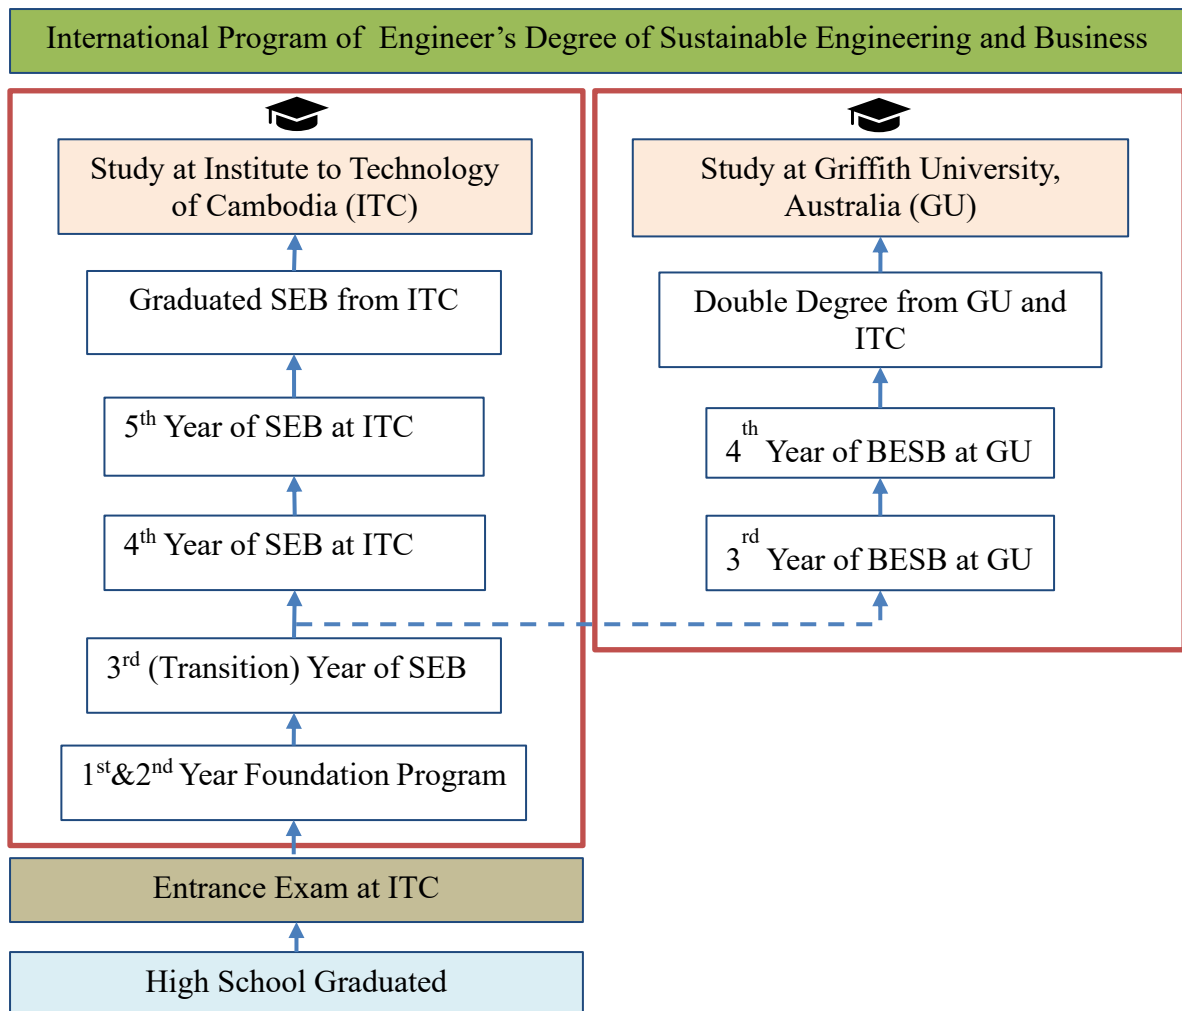 International Program of Engineer’s Degree of Sustainable Engineering and Business
Study at Institute to Technology
of Cambodia (ITC)
Graduated SEB from ITC
5th Year of SEB at ITC
4th Year of SEB at ITC
3rd (Transition) Year of SEB
1st&2nd Year Foundation Program
Entrance Exam at ITC
High School Graduated
Study at Griffith University,
Australia (GU)
Double Degree from GU and
ITC
4th Year of BESB at GU
3rd Year of BESB at GU